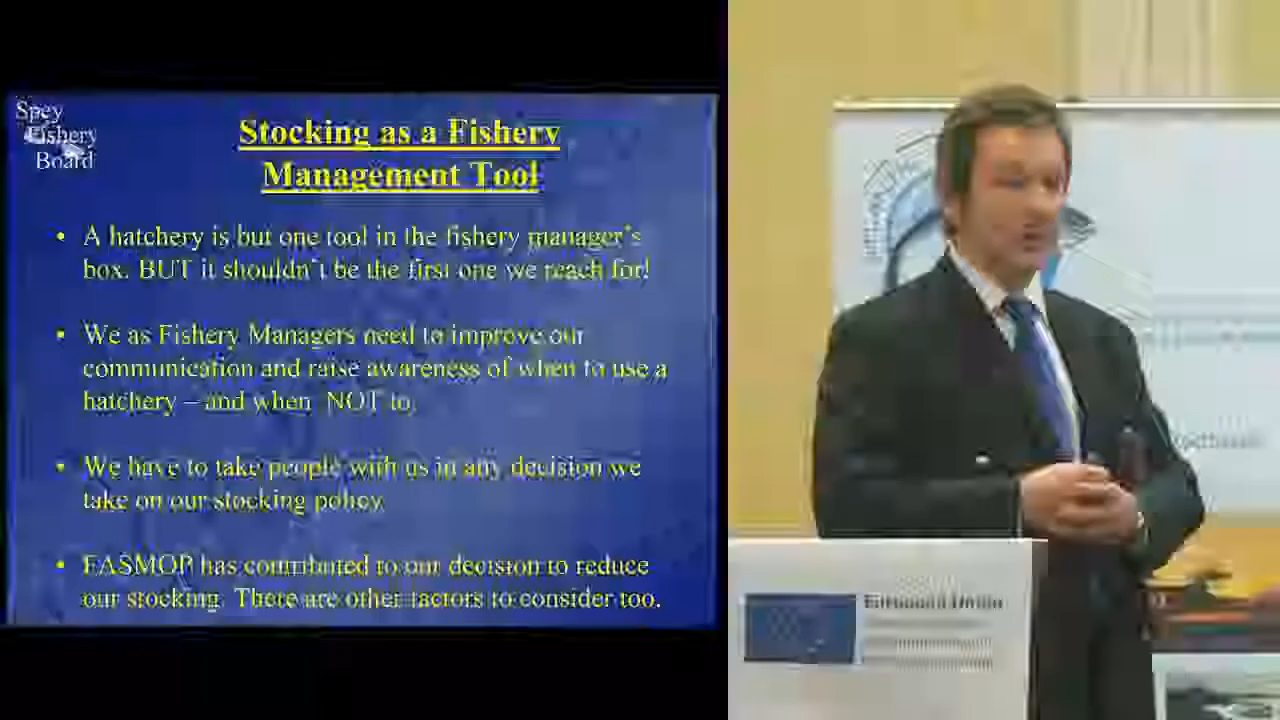 Spey
Fishery
Board
Stocking as a Fishery
Management Tool
• A hatchery is but one tool in the fishery manager's
box. BUT it shouldn't be the first one we reach for!
• We as Fishery Managers need to improve our
communication and raise awareness of when to use a
hatchery – and when NOT to.
• We have to take people with us in any decision we
take on our stocking policy.
• FASMOP has contributed to our decision to reduce
our stocking. There are other factors to consider too.
European Union